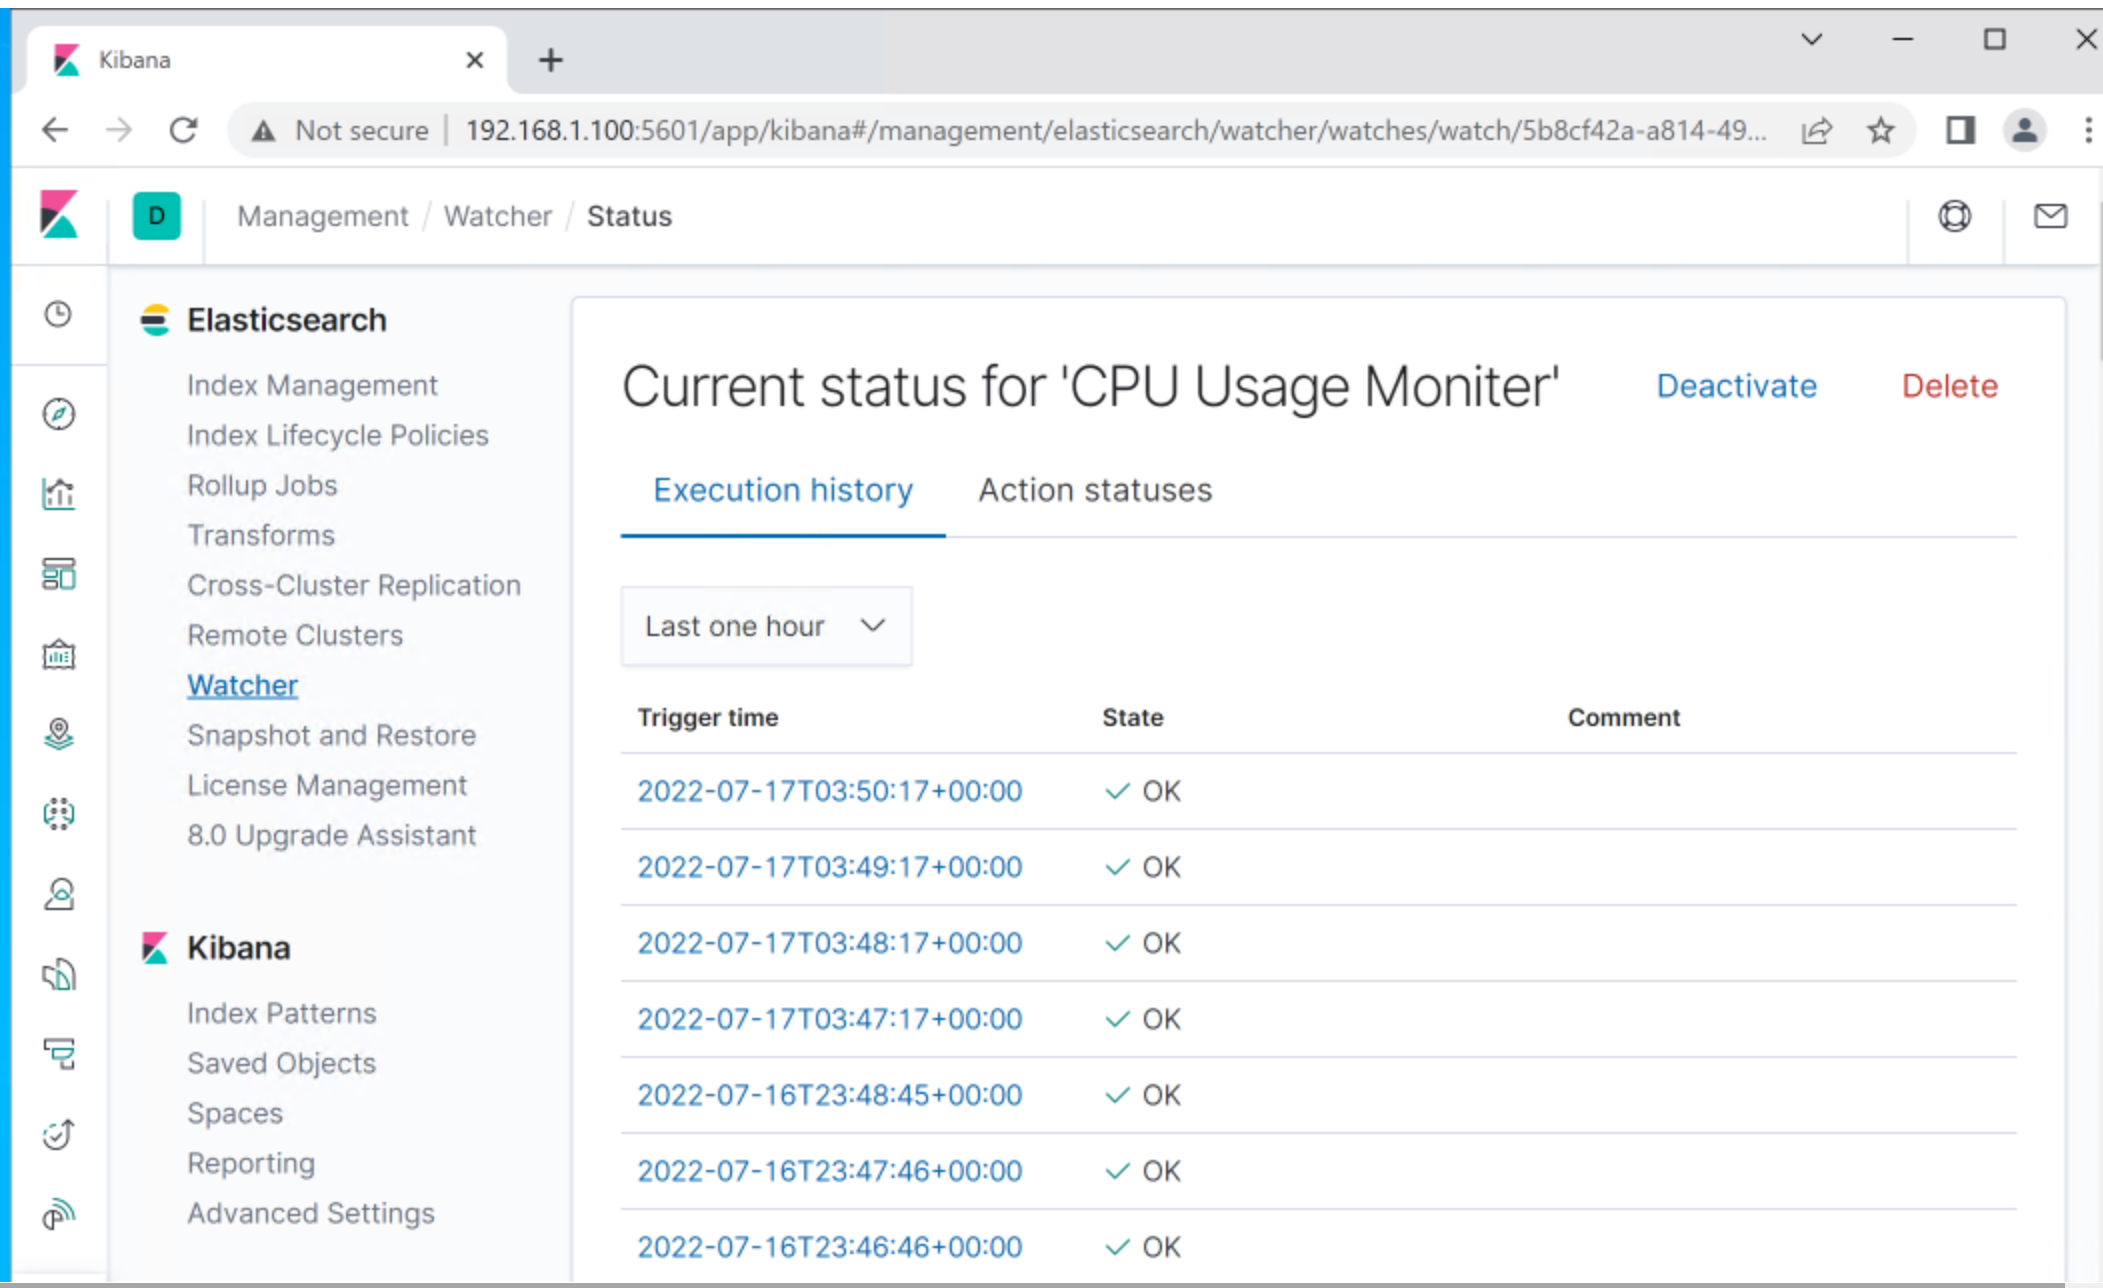 Kibana
Not secure 192.168.1.100:5601/app/kibana#/management/elasticsearch/watcher/watches/watch/5b8cf42a-a814-49...
D Management / Watcher / Status
Elasticsearch
Index Management
Index Lifecycle Policies
Rollup Jobs
Transforms
Cross-Cluster Replication
Remote Clusters
Watcher
Snapshot and Restore
License Management
8.0 Upgrade Assistant
Kibana
Index Patterns
Saved Objects
Spaces
Reporting
Advanced Settings
Current status for 'CPU Usage Moniter' Deactivate Delete
Execution history Action statuses
Last one hour
Trigger time State Comment
2022-07-17T03:50:17+00:00 OK
2022-07-17T03:49:17+00:00 OK
2022-07-17T03:48:17+00:00 OK
2022-07-17T03:47:17+00:00 OK
2022-07-16T23:48:45+00:00 OK
2022-07-16T23:47:46+00:00 OK
2022-07-16T23:46:46+00:00 OK